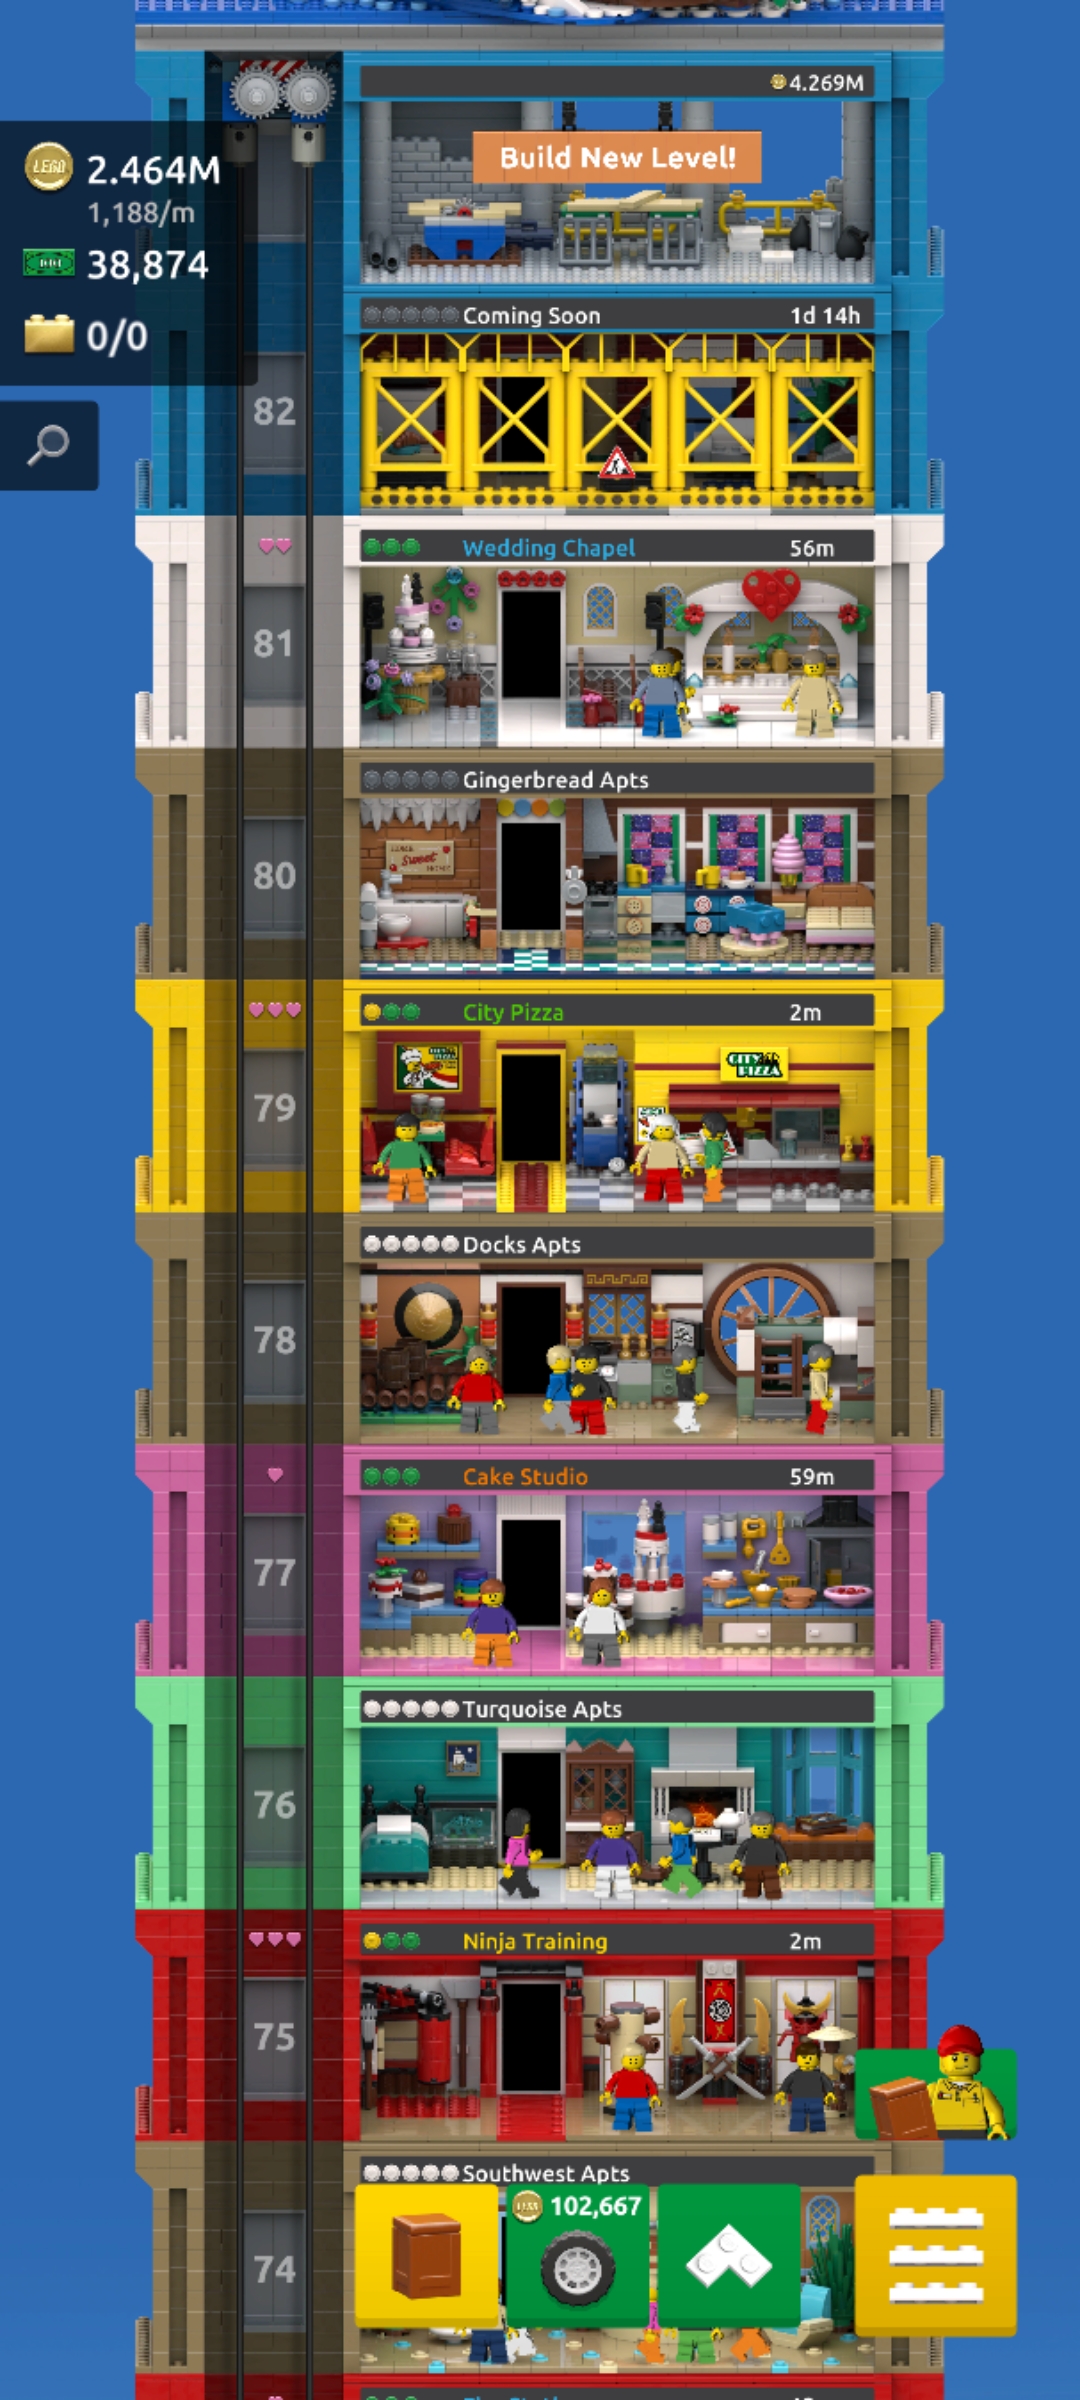 4.269M
Build New Level!
LEGO
2.464M
1,188/m
38,874
0/0
Coming Soon 1d 14h
82
Wedding Chapel 56m
81
Gingerbread Apts
Sweet
80
City Pizza 2m
CITY
PIZZA
79
Docks Apts
78
Cake Studio 59m
77
Turquoise Apts
76
Ninja Training 2m
75
Southwest Apts
102,667
74